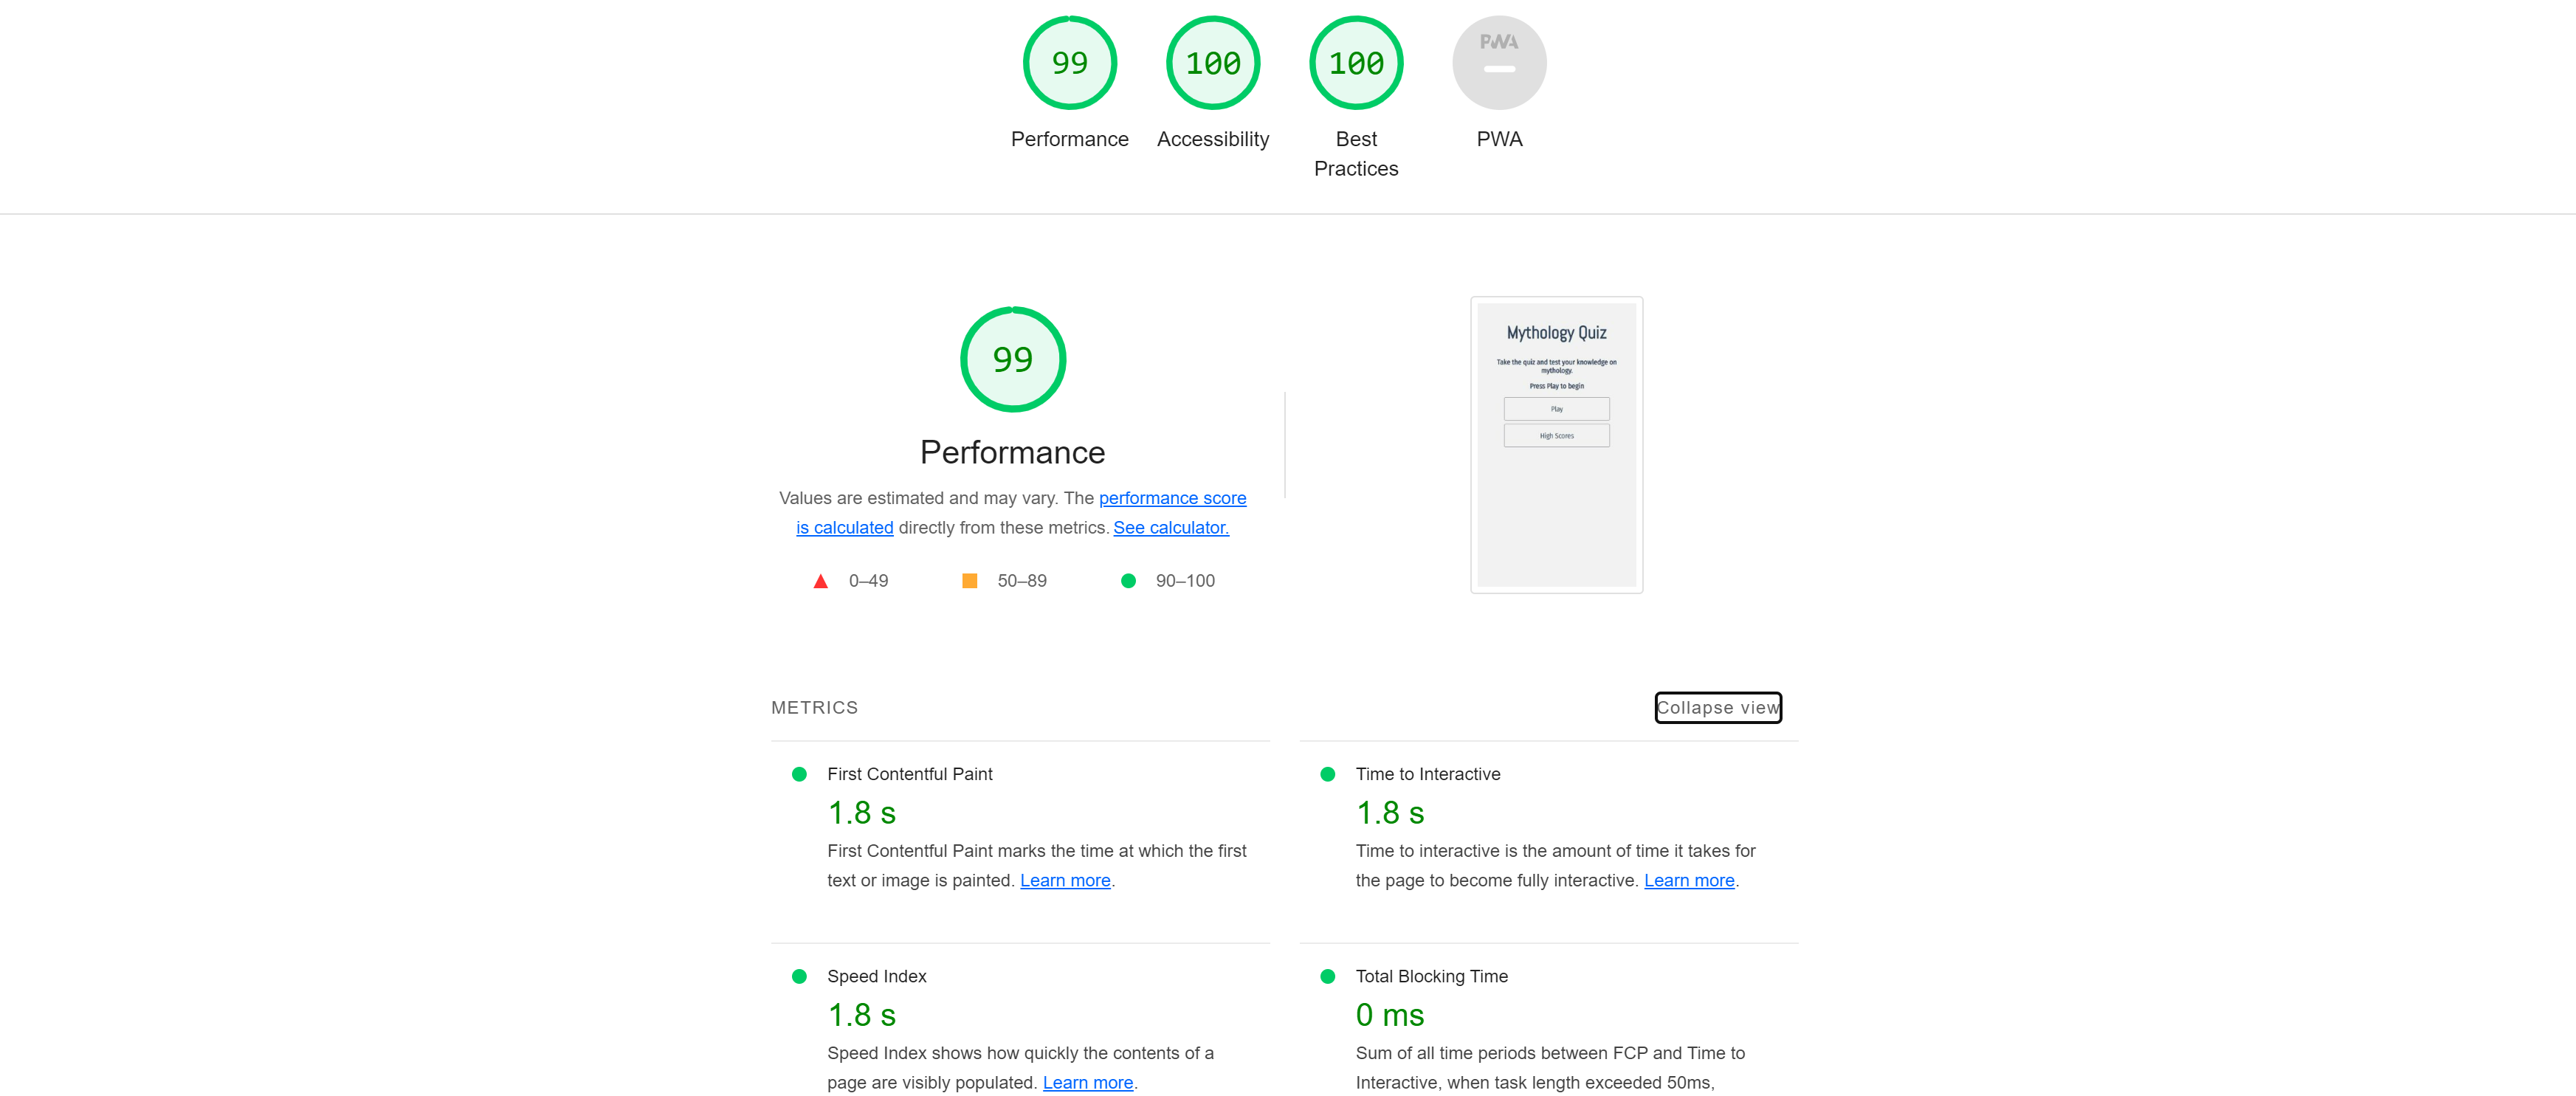 99
100
100
PWA
Performance
Accessibility
Best
Practices
PWA
99
Performance
Values are estimated and may vary. The performance score
is calculated directly from these metrics. See calculator.
0–49
50–89
90–100
Mythology Quiz
Take the quiz and test your knowledge on
mythology.
Press Play to begin
Play
High Scores
METRICS
Collapse view
First Contentful Paint
1.8 s
First Contentful Paint marks the time at which the first
text or image is painted. Learn more.
Time to Interactive
1.8 s
Time to interactive is the amount of time it takes for
the page to become fully interactive. Learn more.
Speed Index
1.8 s
Speed Index shows how quickly the contents of a
page are visibly populated. Learn more.
Total Blocking Time
0 ms
Sum of all time periods between FCP and Time to
Interactive, when task length exceeded 50ms,